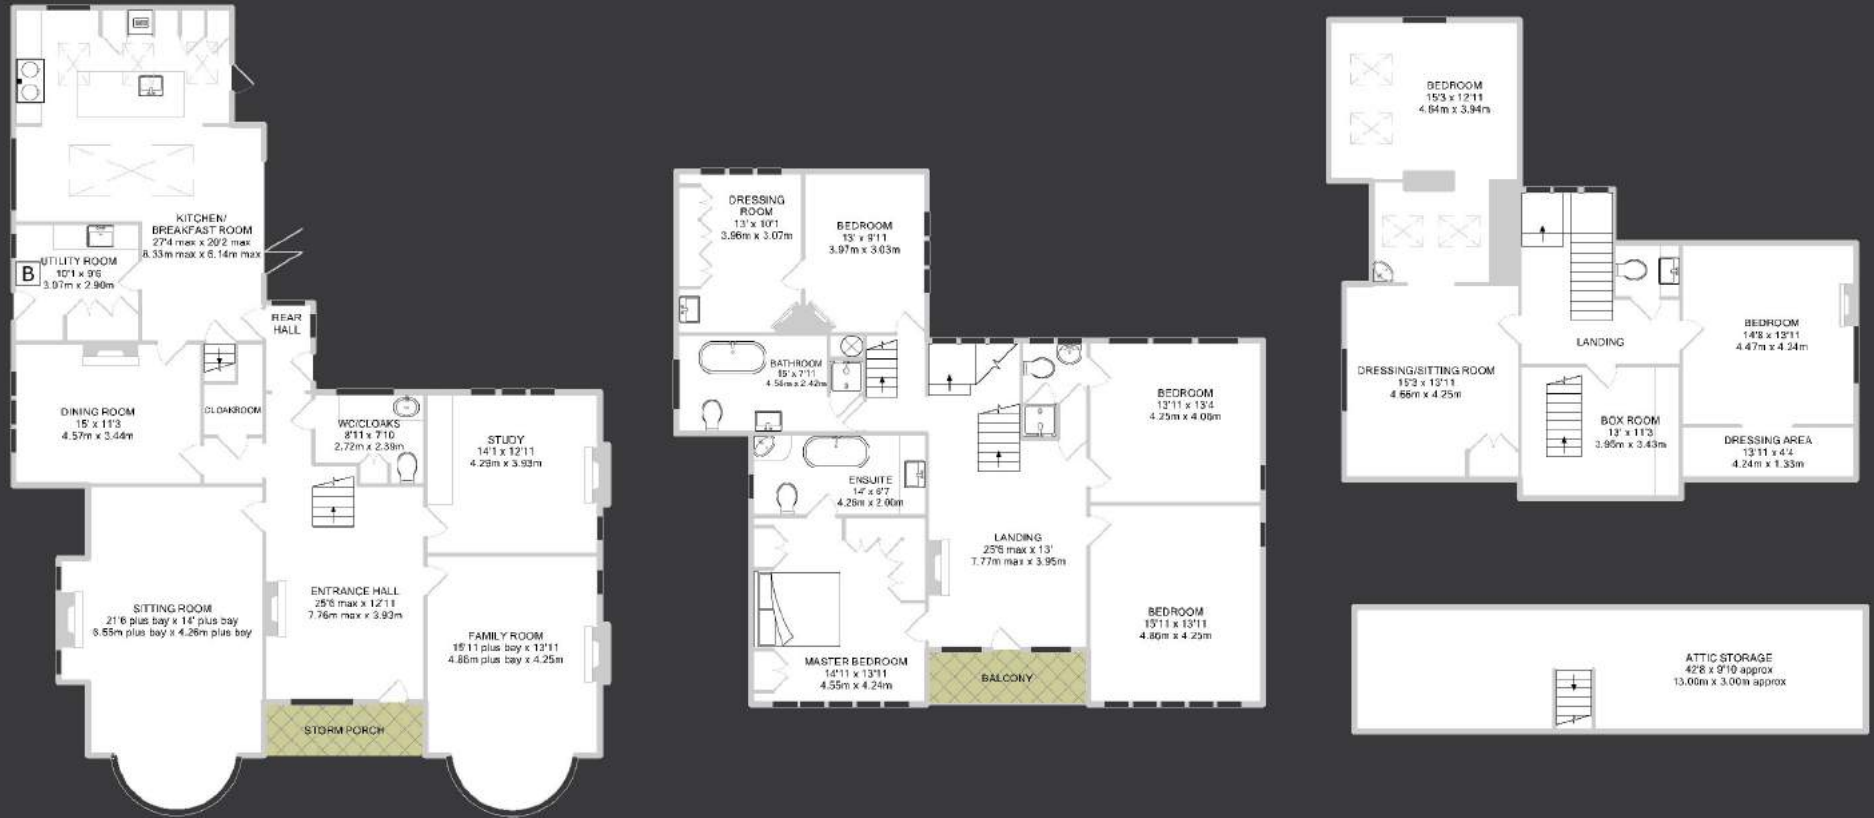 KITCHEN/
BREAKFAST ROOM
27'4 max x 20'2 max
8.33m max x 6.14m max
UTILITY ROOM
10'1 x 9'6
3.07m x 2.90m
B
REAR
HALL
DINING ROOM
15' x 11'3
4.57m x 3.44m
CLOAKROOM
WC/CLOAKS
8'11 x 7'10
2.72m x 2.39m
STUDY
14'1 x 12'11
4.29m x 3.93m
SITTING ROOM
21'6 plus bay x 14' plus bay
6.55m plus bay x 4.26m plus bay
ENTRANCE HALL
25'6 max x 12'11
7.76m max x 3.93m
FAMILY ROOM
15'11 plus bay x 13'11
4.86m plus bay x 4.25m
STORM PORCH
DRESSING
ROOM
13' x 10'1
3.96m x 3.07m
BEDROOM
13' x 9'11
3.97m x 3.03m
BATHROOM
15' x 7'11
4.56m x 2.42m
ENSUITE
14' x 6'7
4.26m x 2.00m
BEDROOM
13'11 x 13'4
4.25m x 4.06m
LANDING
25'6 max x 13'
7.77m max x 3.95m
BEDROOM
15'11 x 13'11
4.86m x 4.25m
MASTER BEDROOM
14'11 x 13'11
4.55m x 4.24m
BALCONY
BEDROOM
15'3 x 12'11
4.64m x 3.94m
DRESSING/SITTING ROOM
15'3 x 13'11
4.66m x 4.25m
LANDING
BEDROOM
14'8 x 13'11
4.47m x 4.24m
BOX ROOM
13' x 11'3
3.95m x 3.43m
DRESSING AREA
13'11 x 4'4
4.24m x 1.33m
ATTIC STORAGE
42'8 x 9'10 approx
13.00m x 3.00m approx